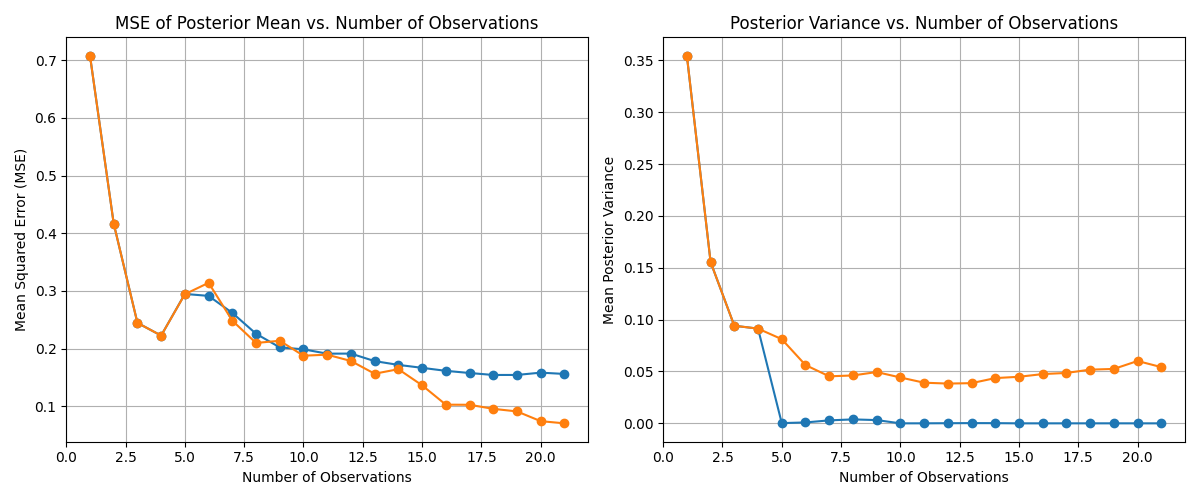 MSE of Posterior Mean vs. Number of Observations
Mean Squared Error (MSE)
0.7
0.6
0.5
0.4
0.3
0.2
0.1
0.0 2.5 5.0 7.5 10.0 12.5 15.0 17.5 20.0
Number of Observations
Posterior Variance vs. Number of Observations
Mean Posterior Variance
0.35
0.30
0.25
0.20
0.15
0.10
0.05
0.00
0.0 2.5 5.0 7.5 10.0 12.5 15.0 17.5 20.0
Number of Observations